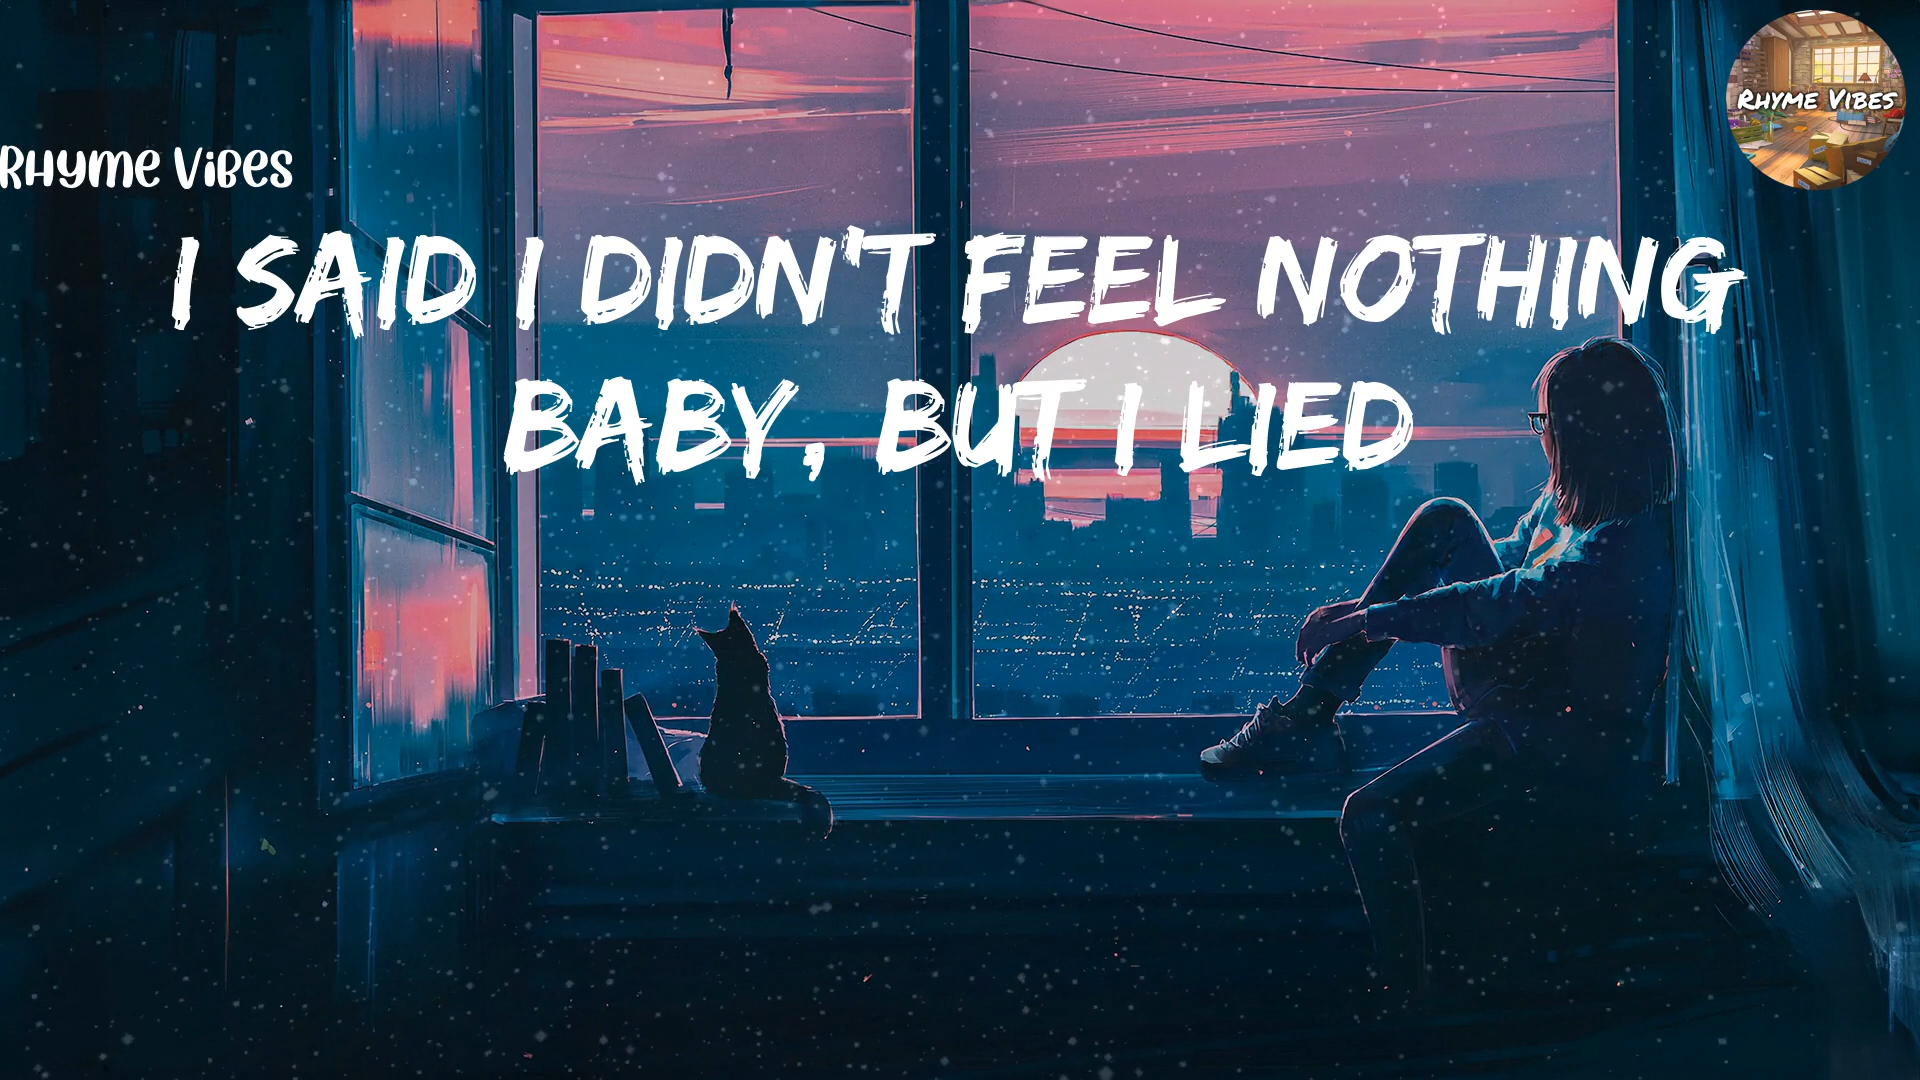 Rhyme Vibes
Rhyme Vibes
I SAID I DIDN'T FEEL NOTHING
BABY, BUT I LIED